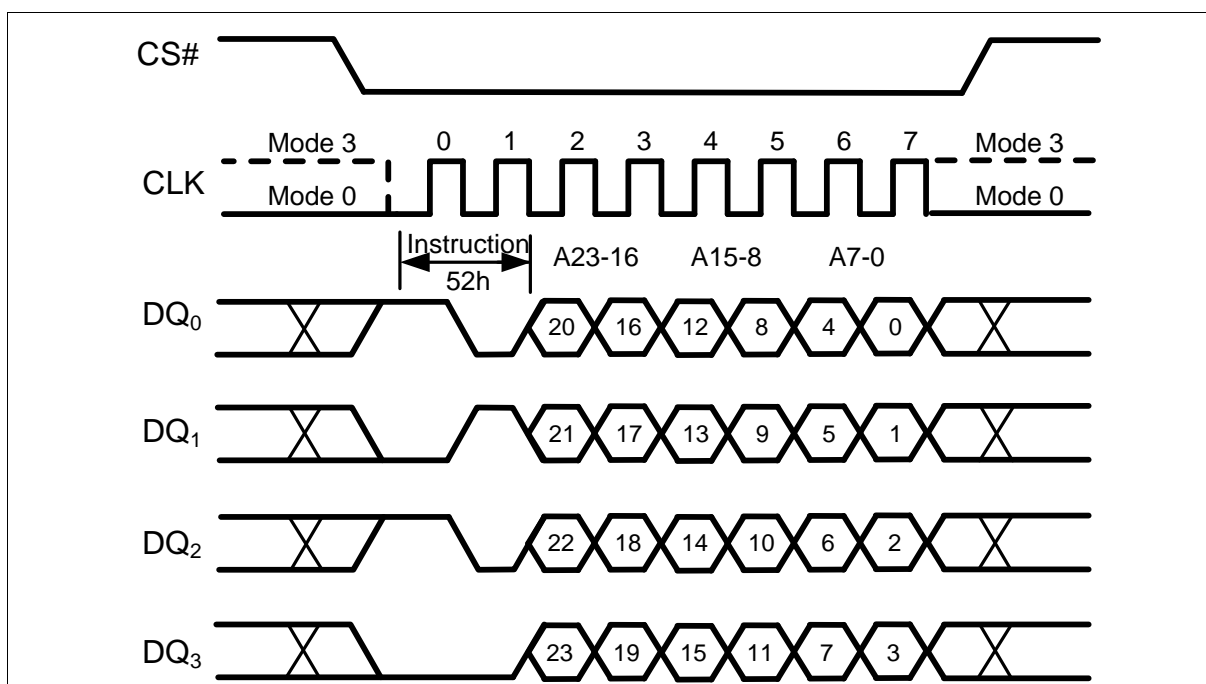 CS#
Mode 3 0 1 2 3 4 5 6 7 Mode 3
CLK
Mode 0 Mode 0
Instruction A23-16 A15-8 A7-0
52h
DQ0 20 16 12 8 4 0
DQ1 21 17 13 9 5 1
DQ2 22 18 14 10 6 2
DQ3 23 19 15 11 7 3